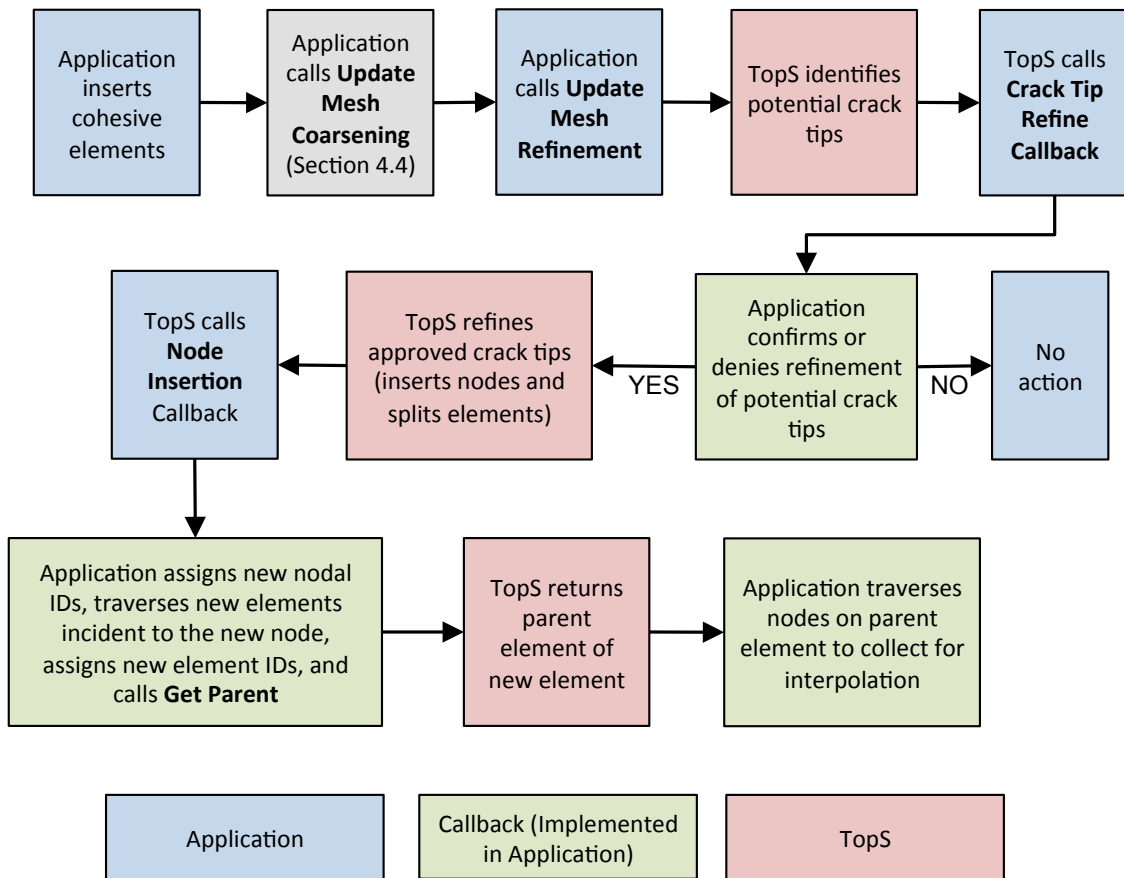 Application
inserts
cohesive
elements
Application
calls Update
Mesh
Coarsening
(Section 4.4)
Application
calls Update
Mesh
Refinement
TopS identifies
potential crack
tips
TopS calls
Crack Tip
Refine
Callback
TopS calls
Node
Insertion
Callback
TopS refines
approved crack tips
(inserts nodes and
splits elements)
YES
Application
confirms or
denies refinement
of potential crack
tips
NO
No
action
Application assigns new nodal
IDs, traverses new elements
incident to the new node,
assigns new element IDs, and
calls Get Parent
TopS returns
parent
element of
new element
Application traverses
nodes on parent
element to collect for
interpolation
Application
Callback (Implemented
in Application)
TopS